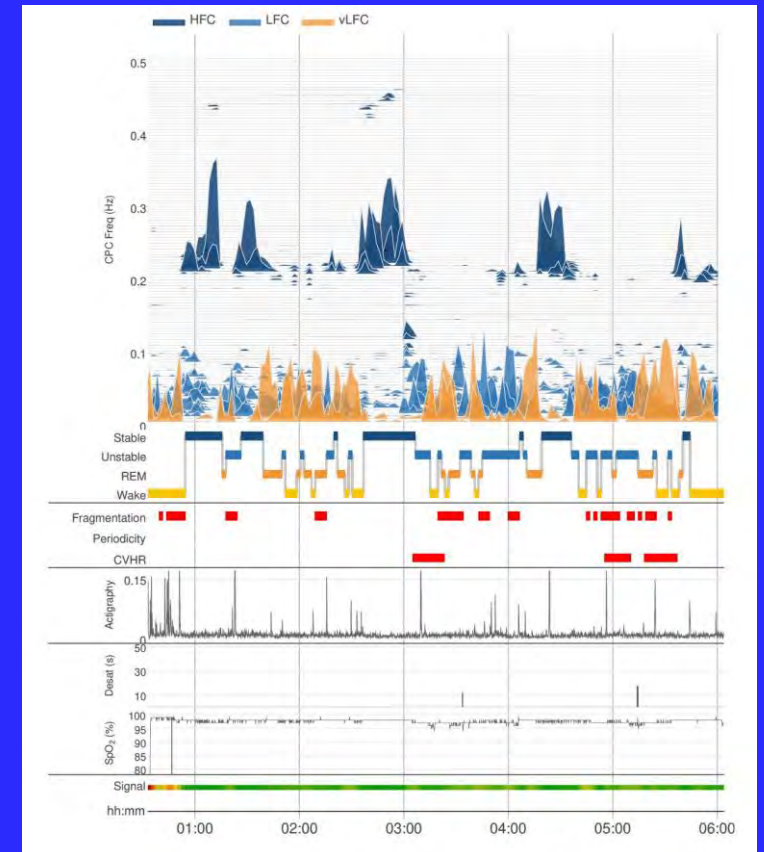 HFC LFC vLFC
0.5
0.4
0.3
CPC Freq (Hz)
0.2
0.1
0
Stable
Unstable
REM
Wake
Fragmentation
Periodicity
CVHR
0.15
Actigraphy
0
50
30
Desat (s)
10
100
95
SpO₂ (%)
90
85
80
Signal
hh:mm
01:00 02:00 03:00 04:00 05:00 06:00